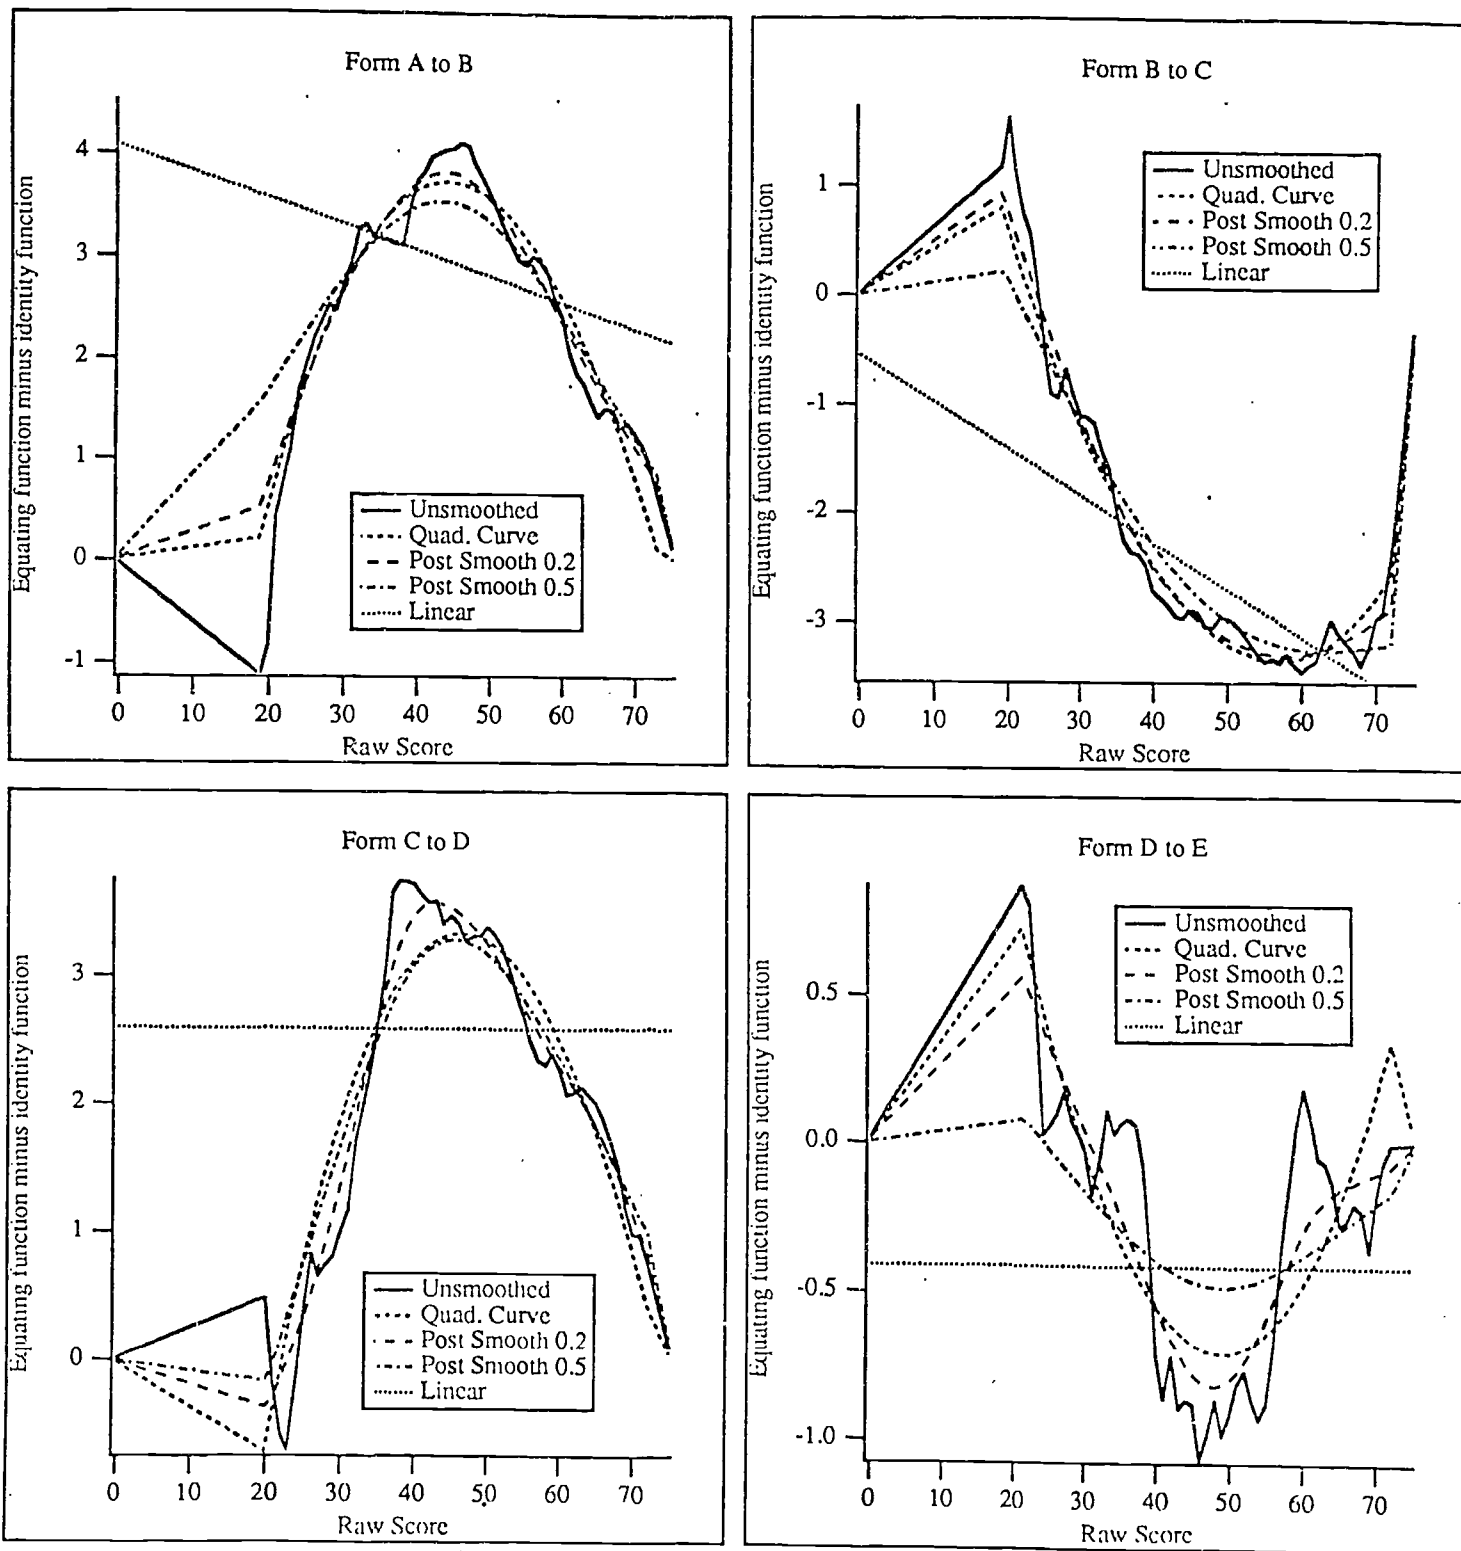 Form A to B
Equating function minus identity function
4
3
2
1
0
-1
Unsmoothed
Quad. Curve
Post Smooth 0.2
Post Smooth 0.5
Linear
0 10 20 30 40 50 60 70
Raw Score
Form B to C
Equating function minus identity function
1
0
-1
-2
-3
Unsmoothed
Quad. Curve
Post Smooth 0.2
Post Smooth 0.5
Linear
0 10 20 30 40 50 60 70
Raw Score
Form C to D
Equating function minus identity function
3
2
1
0
Unsmoothed
Quad. Curve
Post Smooth 0.2
Post Smooth 0.5
Linear
0 10 20 30 40 50 60 70
Raw Score
Form D to E
Equating function minus identity function
0.5
0.0
-0.5
-1.0
Unsmoothed
Quad. Curve
Post Smooth 0.2
Post Smooth 0.5
Linear
0 10 20 30 40 50 60 70
Raw Score